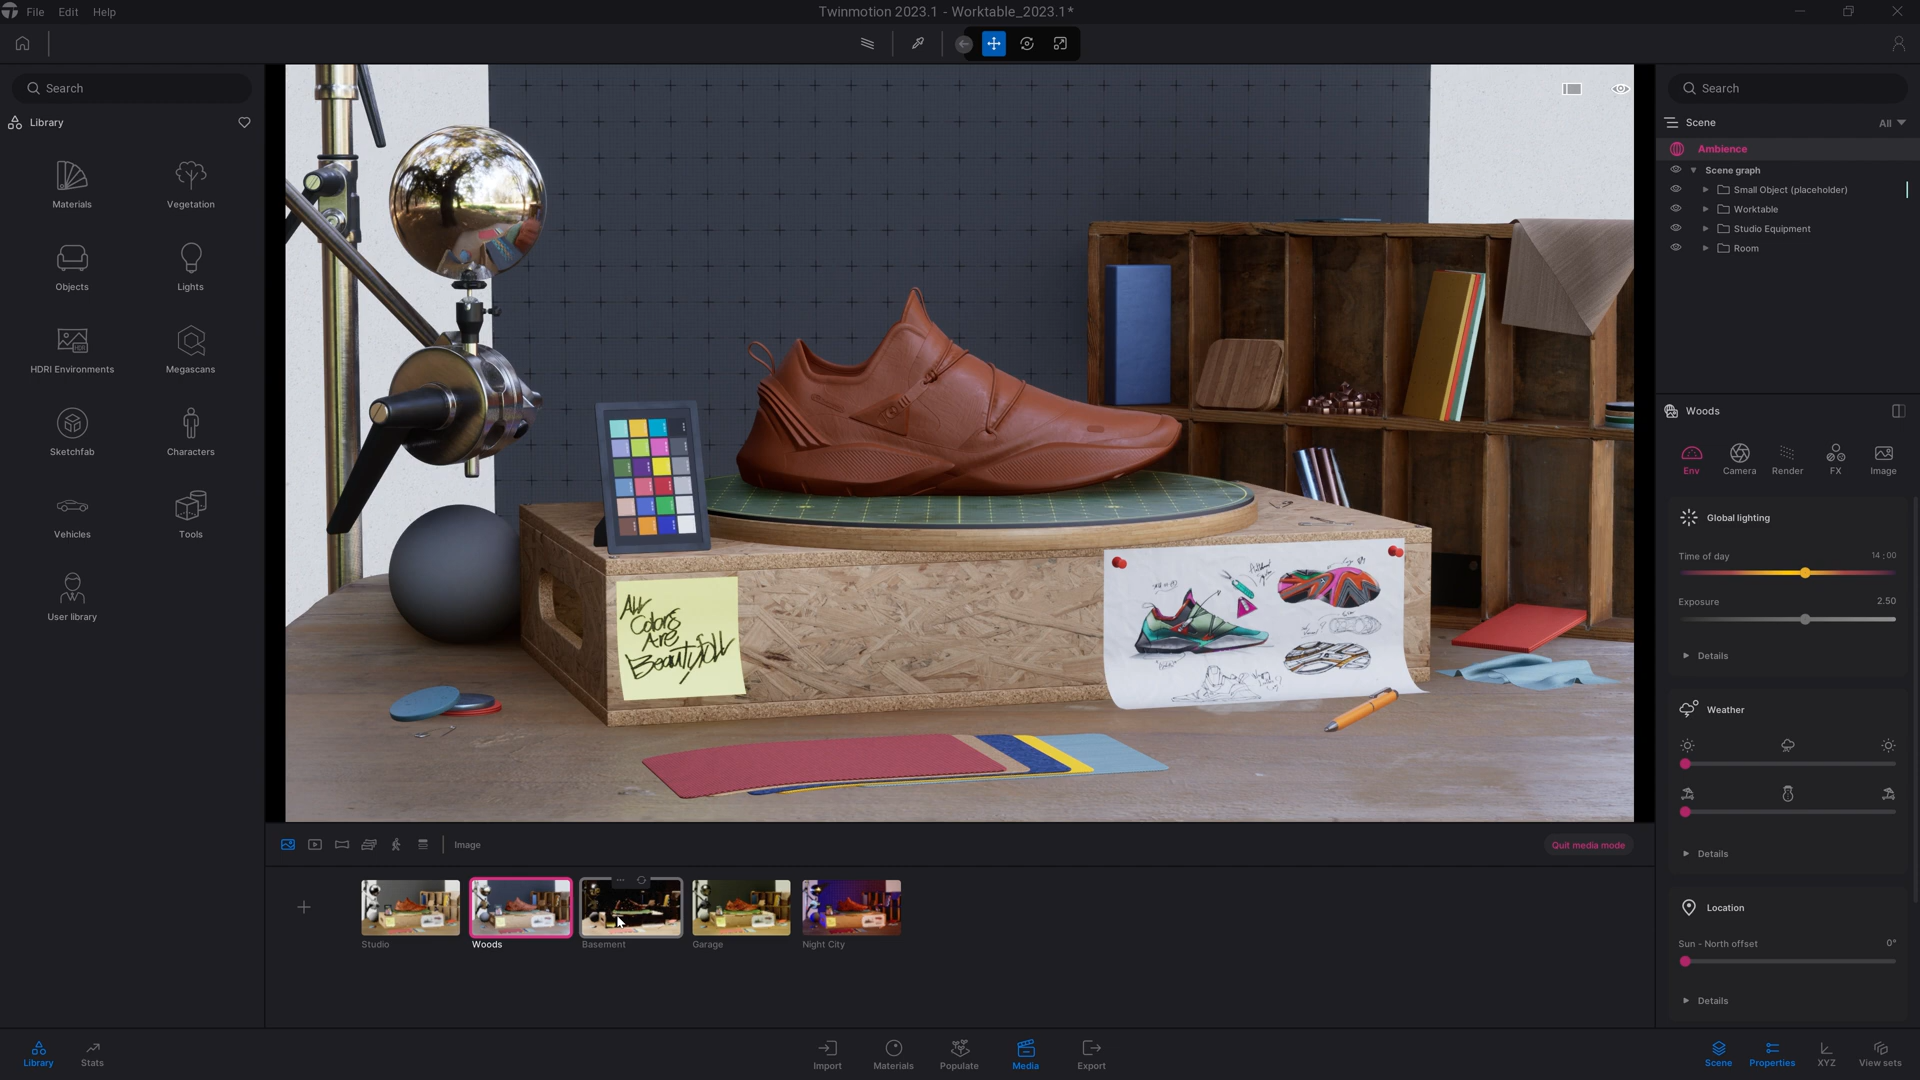 File Edit Help
Twinmotion 2023.1 - Worktable_2023.1*
Search
Library
Materials
Vegetation
Objects
Lights
HDRI Environments
Megascans
Sketchfab
Characters
Vehicles
Tools
User library
All
Colors
Are
Beautyfoll
Image
Quit media mode
Studio
Woods
Basement
Garage
Night City
Search
Scene
All
Ambience
Scene graph
Small Object (placeholder)
Worktable
Studio Equipment
Room
Woods
Env
Camera
Render
FX
Image
Global lighting
Time of day
14 : 00
Exposure
2.50
Details
Weather
Details
Location
Sun - North offset
0°
Details
Library
Stats
Import
Materials
Populate
Media
Export
Scene
Properties
XYZ
View sets